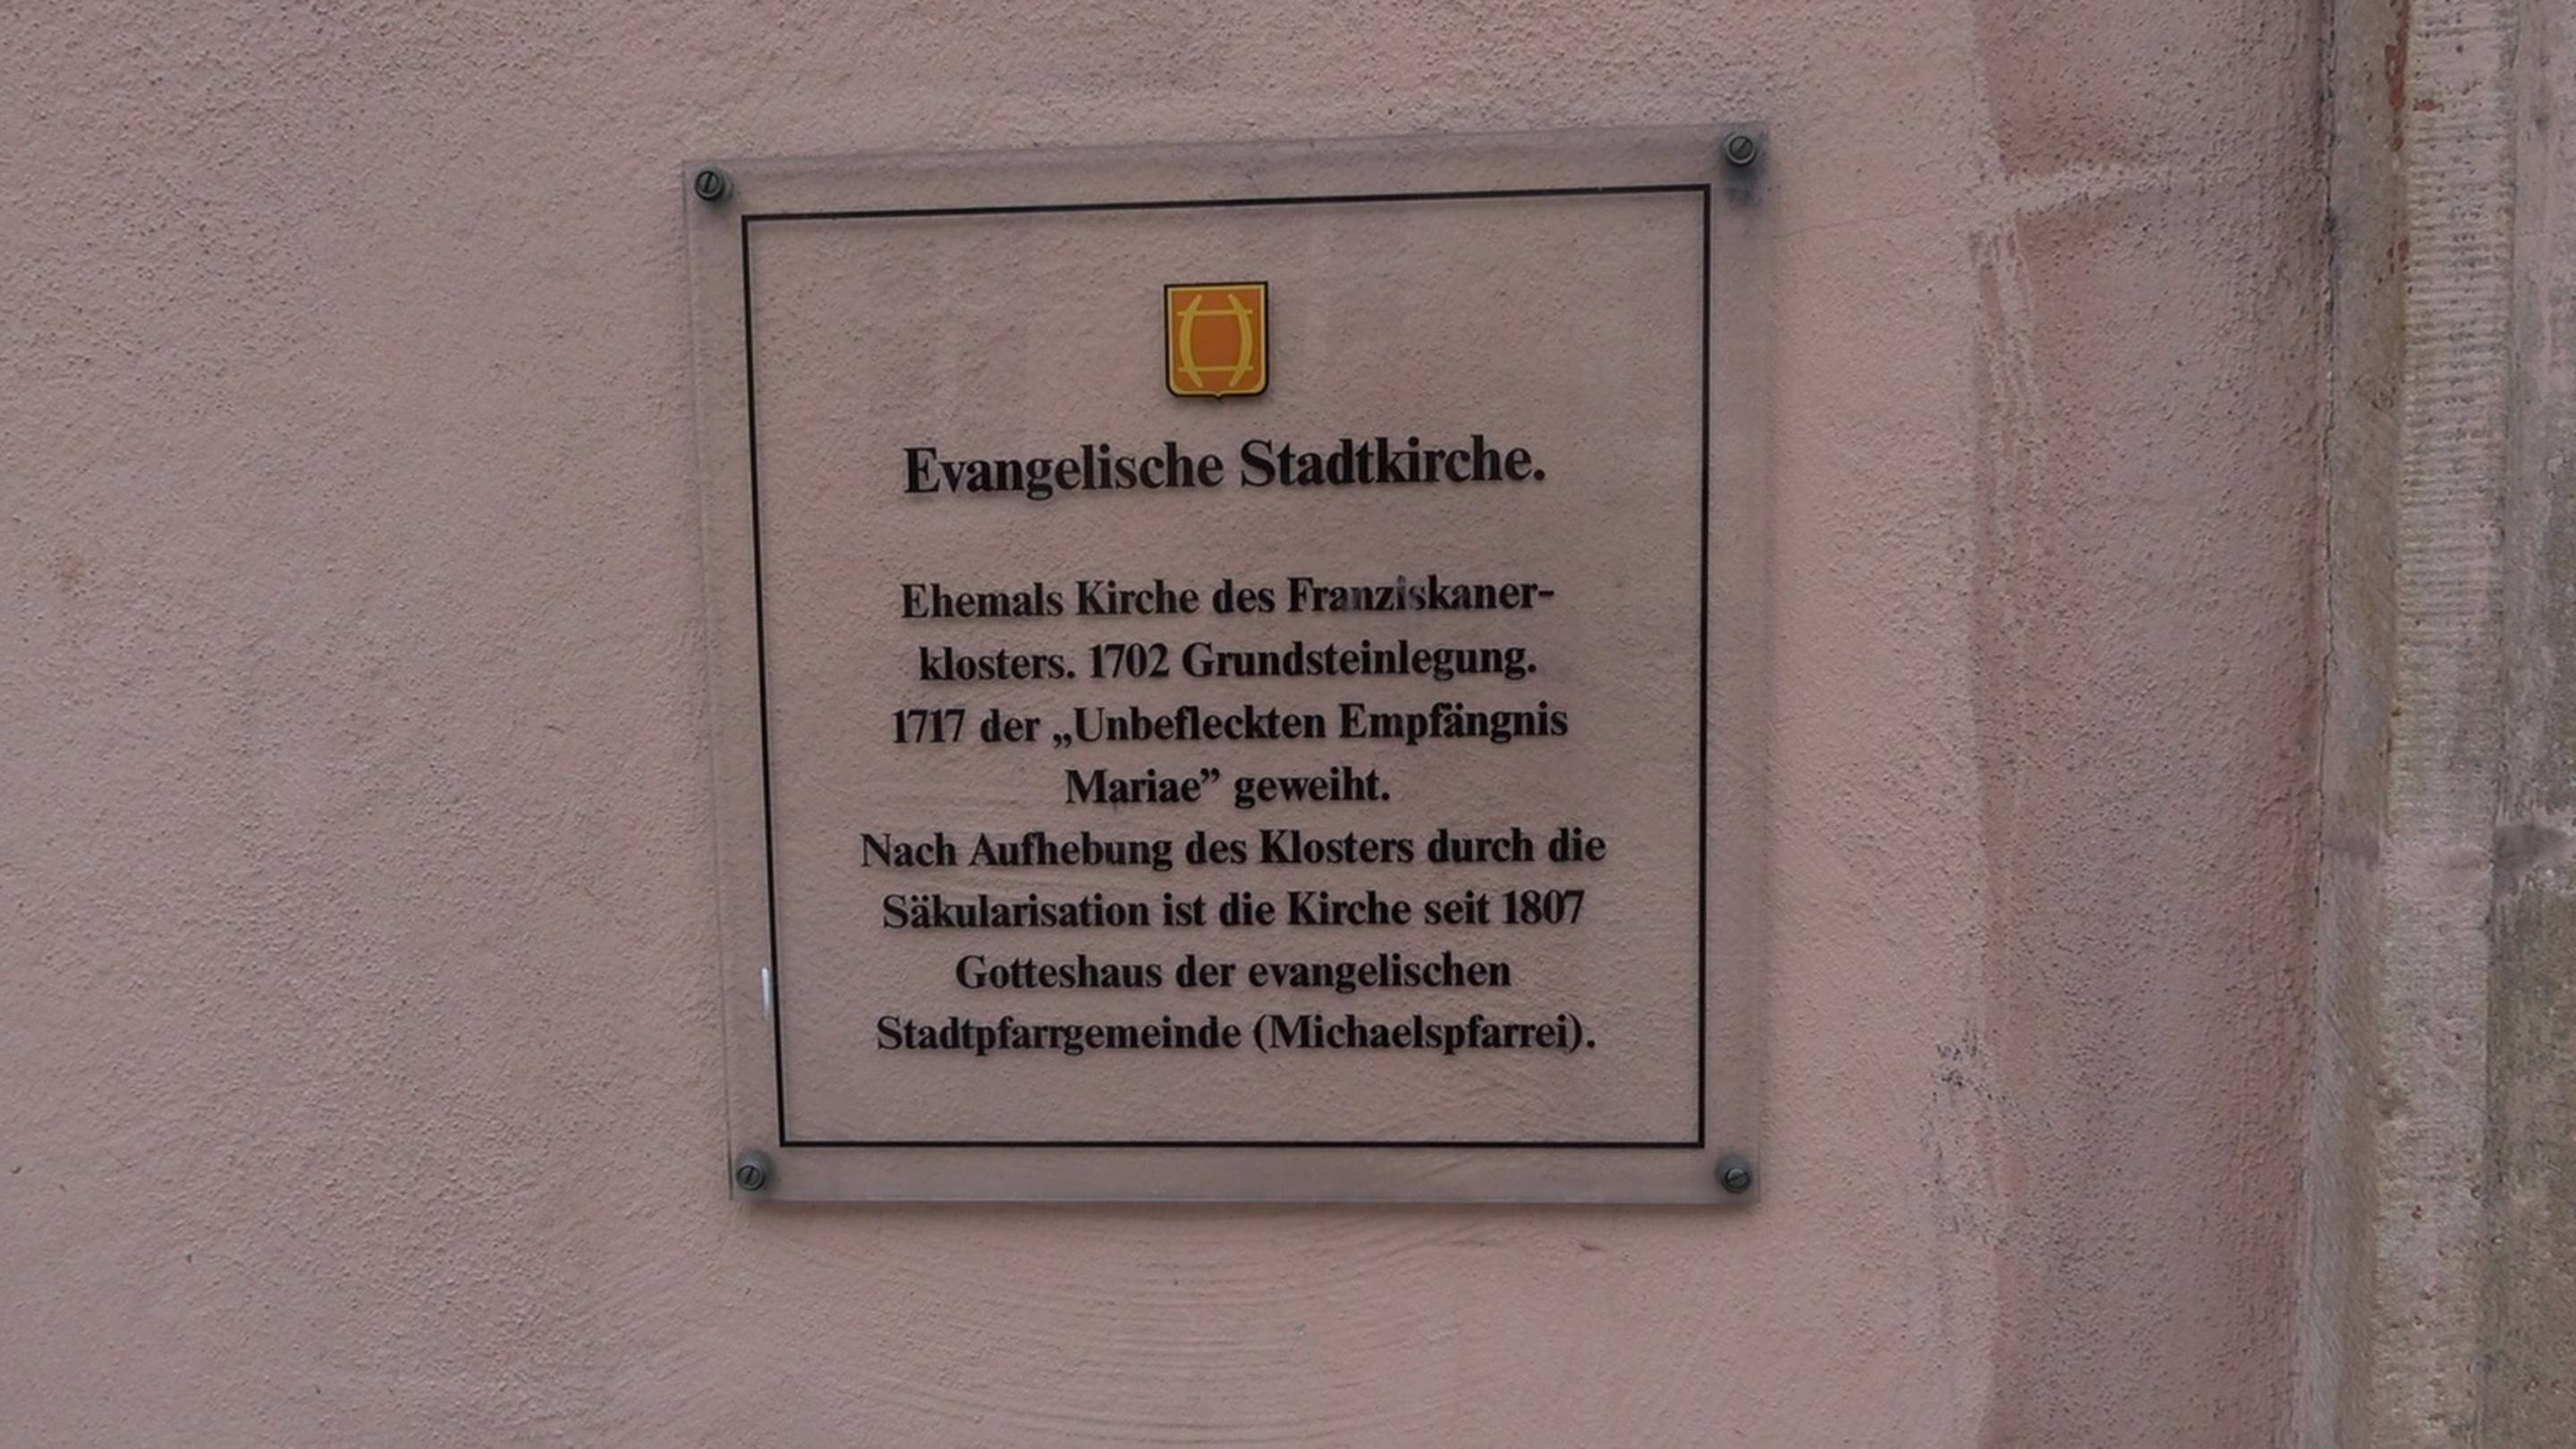 Evangelische Stadtkirche.
Ehemals Kirche des Franziskaner-
klosters. 1702 Grundsteinlegung.
1717 der „Unbefleckten Empfängnis
Mariae” geweiht.
Nach Aufhebung des Klosters durch die
Säkularisation ist die Kirche seit 1807
Gotteshaus der evangelischen
Stadtpfarrgemeinde (Michaelspfarrei).